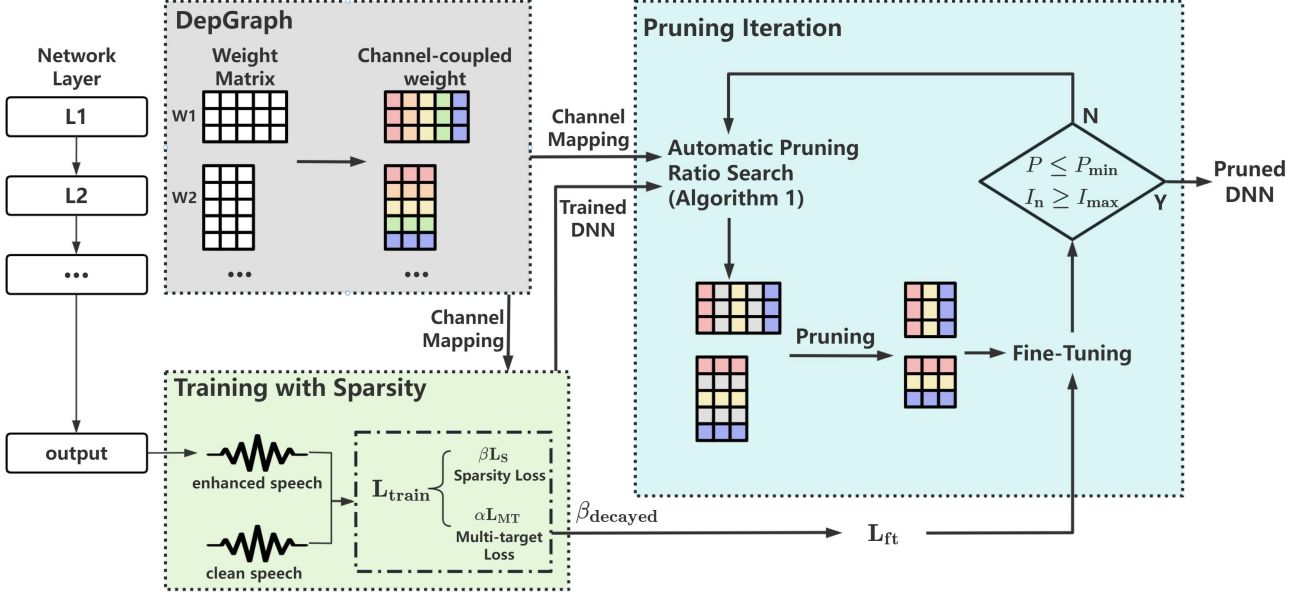 Network
Layer
L1
L2
•••
output
DepGraph
Weight
Matrix
Channel-coupled
weight
W1
W2
•••
•••
Channel
Mapping
Channel
Mapping
Trained
DNN
Training with Sparsity
enhanced speech
clean speech
L_train
βL_S
Sparsity Loss
αL_MT
Multi-target
Loss
β_decayed
L_ft
Pruning Iteration
Automatic Pruning
Ratio Search
(Algorithm 1)
Pruning
Fine-Tuning
N
P ≤ P_min
I_n ≥ I_max
Y
Pruned
DNN